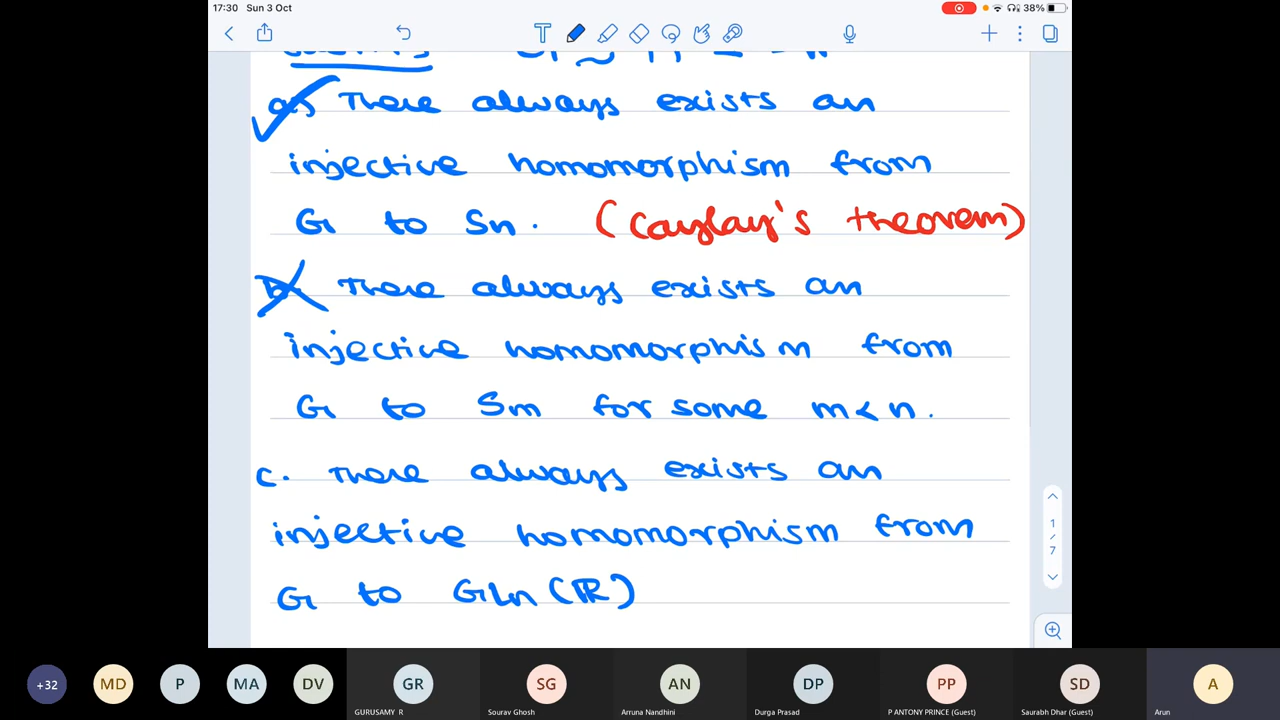 17:30 Sun 3 Oct
38%
a) There always exists an
injective homomorphism from
G to Sn. (Caylay's theorem)
b. There always exists an
injective homomorphism from
G to Sm for some m < n.
c. There always exists an
injective homomorphism from
G to GLn (ℝ)
1
/
7
+32
MD
P
MA
DV
GR
SG
AN
DP
PP
SD
A
GURUSAMY R
Sourav Ghosh
Arruna Nandhini
Durga Prasad
P ANTONY PRINCE (Guest)
Saurabh Dhar (Guest)
Arun